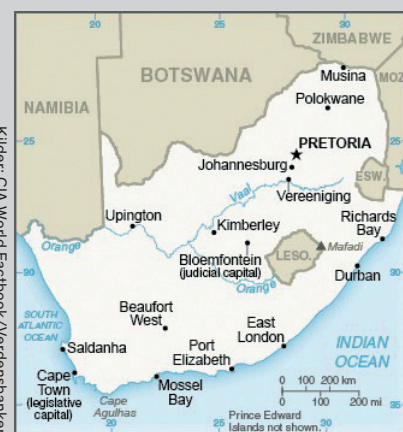 20
25
30
ZIMBABWE
Musina
BOTSWANA
MOZ
Polokwane
NAMIBIA
25
25
PRETORIA
Johannesburg
ESW.
Vaal
Vereeniging
Upington
Kimberley
Richards
Bay
Orange
LESO.
Mafadi
Bloemfontein
(judicial capital)
30
30
Durban
Orange
SOUTH
ATLANTIC
OCEAN
Beaufort
West
East
London
INDIAN
OCEAN
Saldanha
Port
Elizabeth
Cape
Town
(legislative
capital)
Cape
Agulhas
Mossel
Bay
0 100 200 km
0 100 200 mi
Prince Edward
Islands not shown.
20
25
30
35
Kilder: CIA World Factbook (Verdensbanken